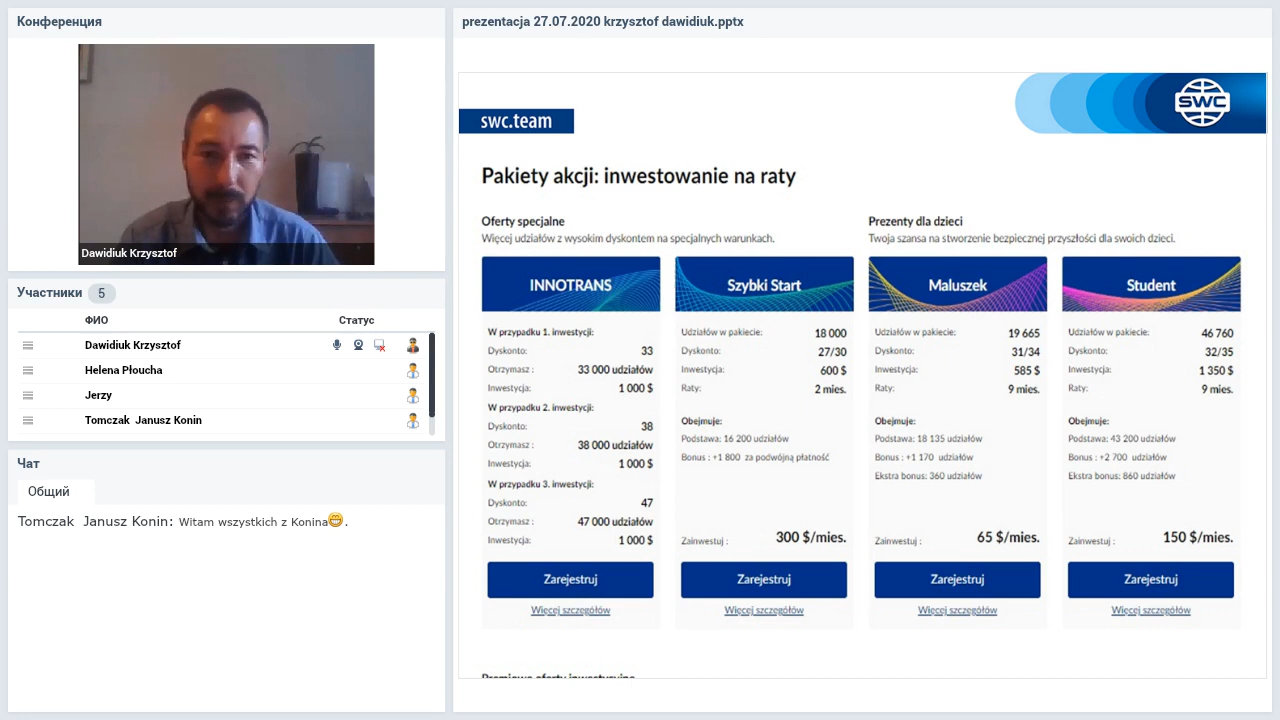 Конференция
Dawidiuk Krzysztof
Участники 5
ФИО Статус
Dawidiuk Krzysztof
Helena Płoucha
Jerzy
Tomczak Janusz Konin
Чат
Общий
Tomczak Janusz Konin: Witam wszystkich z Konina.
prezentacja 27.07.2020 krzysztof dawidiuk.pptx
swc.team
SWC
Pakiety akcji: inwestowanie na raty
Oferty specjalne
Więcej udziałów z wysokim dyskontem na specjalnych warunkach.
Prezenty dla dzieci
Twoja szansa na stworzenie bezpiecznej przyszłości dla swoich dzieci.
INNOTRANS
W przypadku 1. inwestycji:
Dyskonto: 33
Otrzymasz : 33 000 udziałów
Inwestycja: 1 000 $
W przypadku 2. inwestycji:
Dyskonto: 38
Otrzymasz : 38 000 udziałów
Inwestycja: 1 000 $
W przypadku 3. inwestycji:
Dyskonto: 47
Otrzymasz : 47 000 udziałów
Inwestycja: 1 000 $
Zarejestruj
Więcej szczegółów
Szybki Start
Udziałów w pakiecie: 18 000
Dyskonto: 27/30
Inwestycja: 600 $
Raty: 2 mies.
Obejmuje:
Podstawa: 16 200 udziałów
Bonus : +1 800 za podwójną płatność
Zainwestuj : 300 $/mies.
Zarejestruj
Więcej szczegółów
Maluszek
Udziałów w pakiecie: 19 665
Dyskonto: 31/34
Inwestycja: 585 $
Raty: 9 mies.
Obejmuje:
Podstawa: 18 135 udziałów
Bonus : +1 170 udziałów
Ekstra bonus: 360 udziałów
Zainwestuj : 65 $/mies.
Zarejestruj
Więcej szczegółów
Student
Udziałów w pakiecie: 46 760
Dyskonto: 32/35
Inwestycja: 1 350 $
Raty: 9 mies.
Obejmuje:
Podstawa: 43 200 udziałów
Bonus : +2 700 udziałów
Ekstra bonus: 860 udziałów
Zainwestuj : 150 $/mies.
Zarejestruj
Więcej szczegółów
Premiowe oferty inwestycyjne